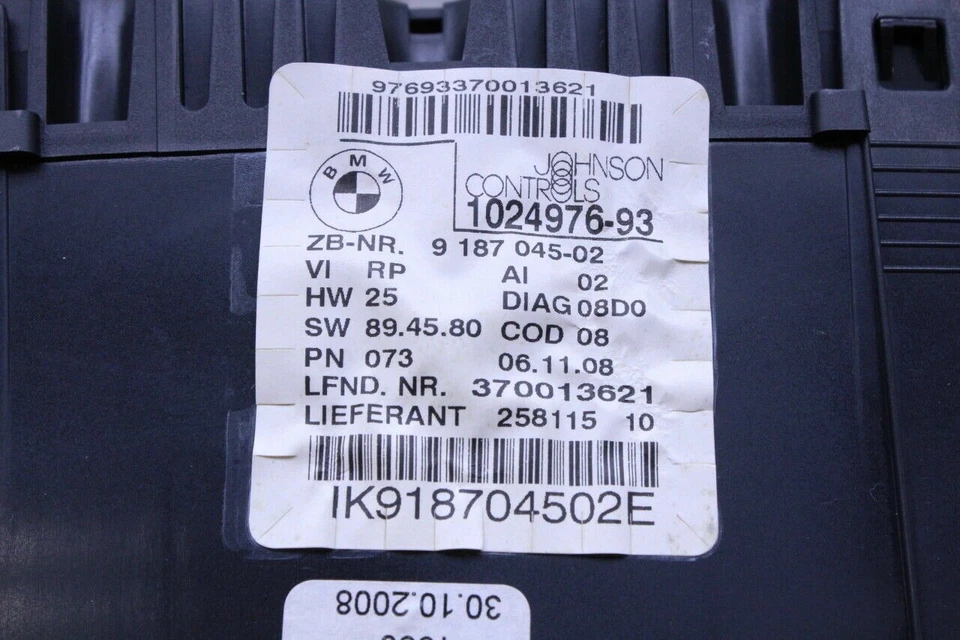 97693370013621
BMW
JOHNSON
CONTROLS
1024976-93
ZB-NR. 9 187 045-02
VI RP AI 02
HW 25 DIAG 08D0
SW 89.45.80 COD 08
PN 073 06.11.08
LFND. NR. 370013621
LIEFERANT 258115 10
IK918704502E
30.10.2008